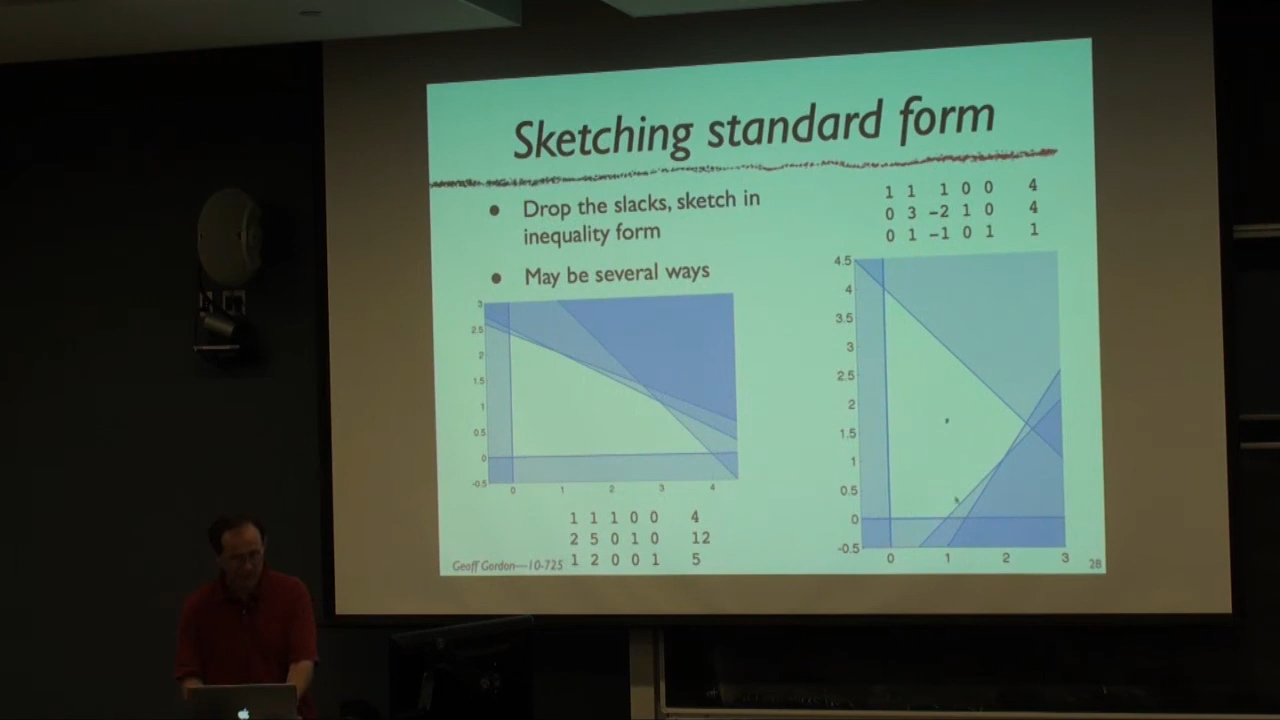 Sketching standard form
• Drop the slacks, sketch in
inequality form
• May be several ways
3
2.5
2
1.5
1
0.5
0
-0.5
0 1 2 3 4
1 1 1 0 0 4
2 5 0 1 0 12
1 2 0 0 1 5
1 1 1 0 0 4
0 3 -2 1 0 4
0 1 -1 0 1 1
4.5
4
3.5
3
2.5
2
1.5
1
0.5
0
-0.5
0 1 2 3
Geoff Gordon—10-725
28